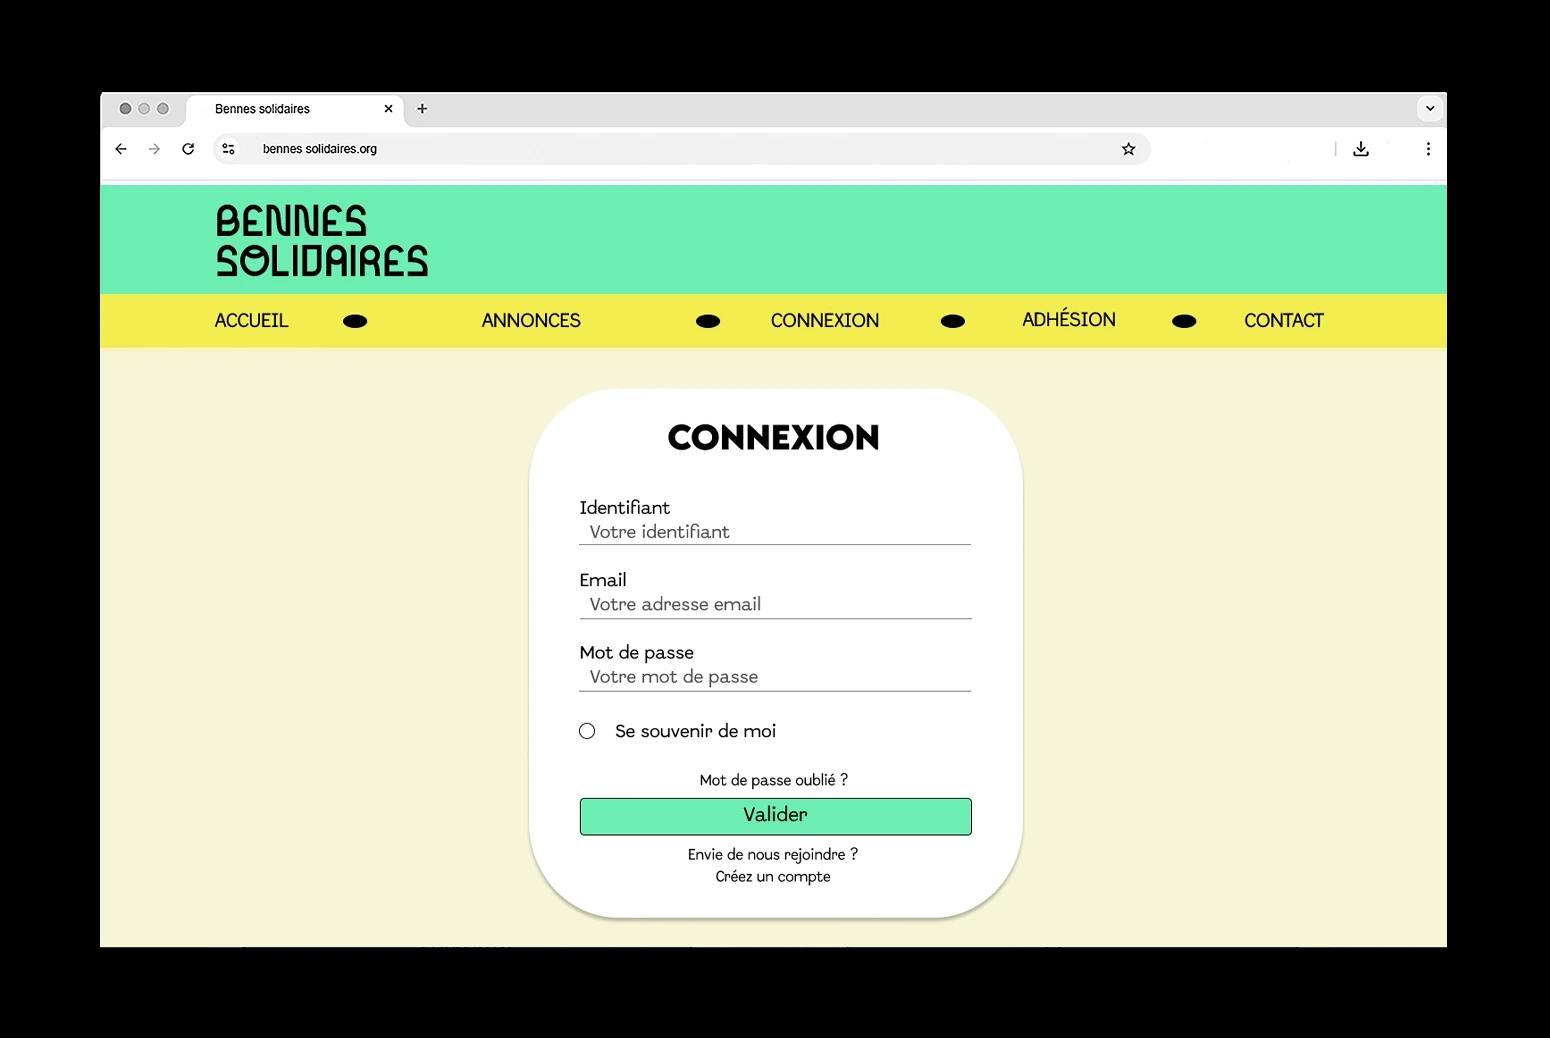 Bennes solidaires
bennes solidaires.org
BENNES
SOLIDAIRES
ACCUEIL ANNONCES CONNEXION ADHÉSION CONTACT
CONNEXION
Identifiant
Votre identifiant
Email
Votre adresse email
Mot de passe
Votre mot de passe
Se souvenir de moi
Mot de passe oublié ?
Valider
Envie de nous rejoindre ?
Créez un compte